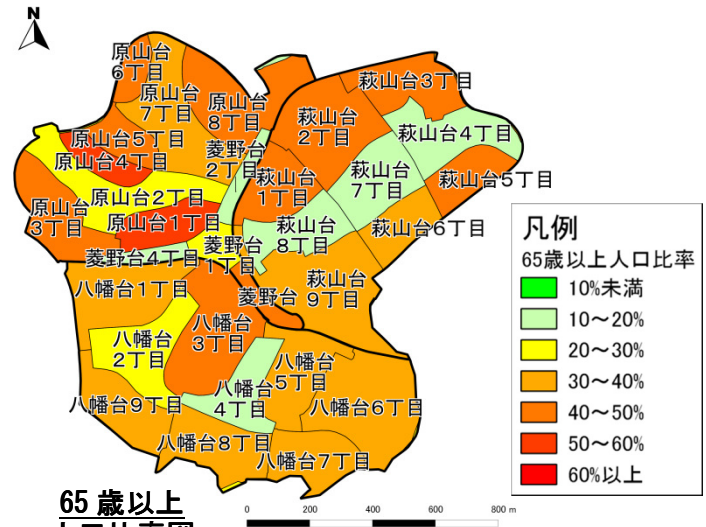 N
原山台
6丁目
原山台
7丁目
原山台
8丁目
萩山台3丁目
萩山台
2丁目
萩山台4丁目
原山台5丁目
原山台4丁目
菱野台
2丁目
萩山台
1丁目
萩山台
7丁目
萩山台5丁目
原山台2丁目
原山台
3丁目
原山台1丁目
萩山台
8丁目
萩山台6丁目
菱野台4丁目
菱野台
1丁目
萩山台
9丁目
八幡台1丁目
菱野台
八幡台
3丁目
八幡台
2丁目
八幡台
5丁目
八幡台
4丁目
八幡台9丁目
八幡台6丁目
八幡台8丁目
八幡台7丁目
凡例
65歳以上人口比率
10%未満
10~20%
20~30%
30~40%
40~50%
50~60%
60%以上
65歳以上
0 200 400 600 800 m